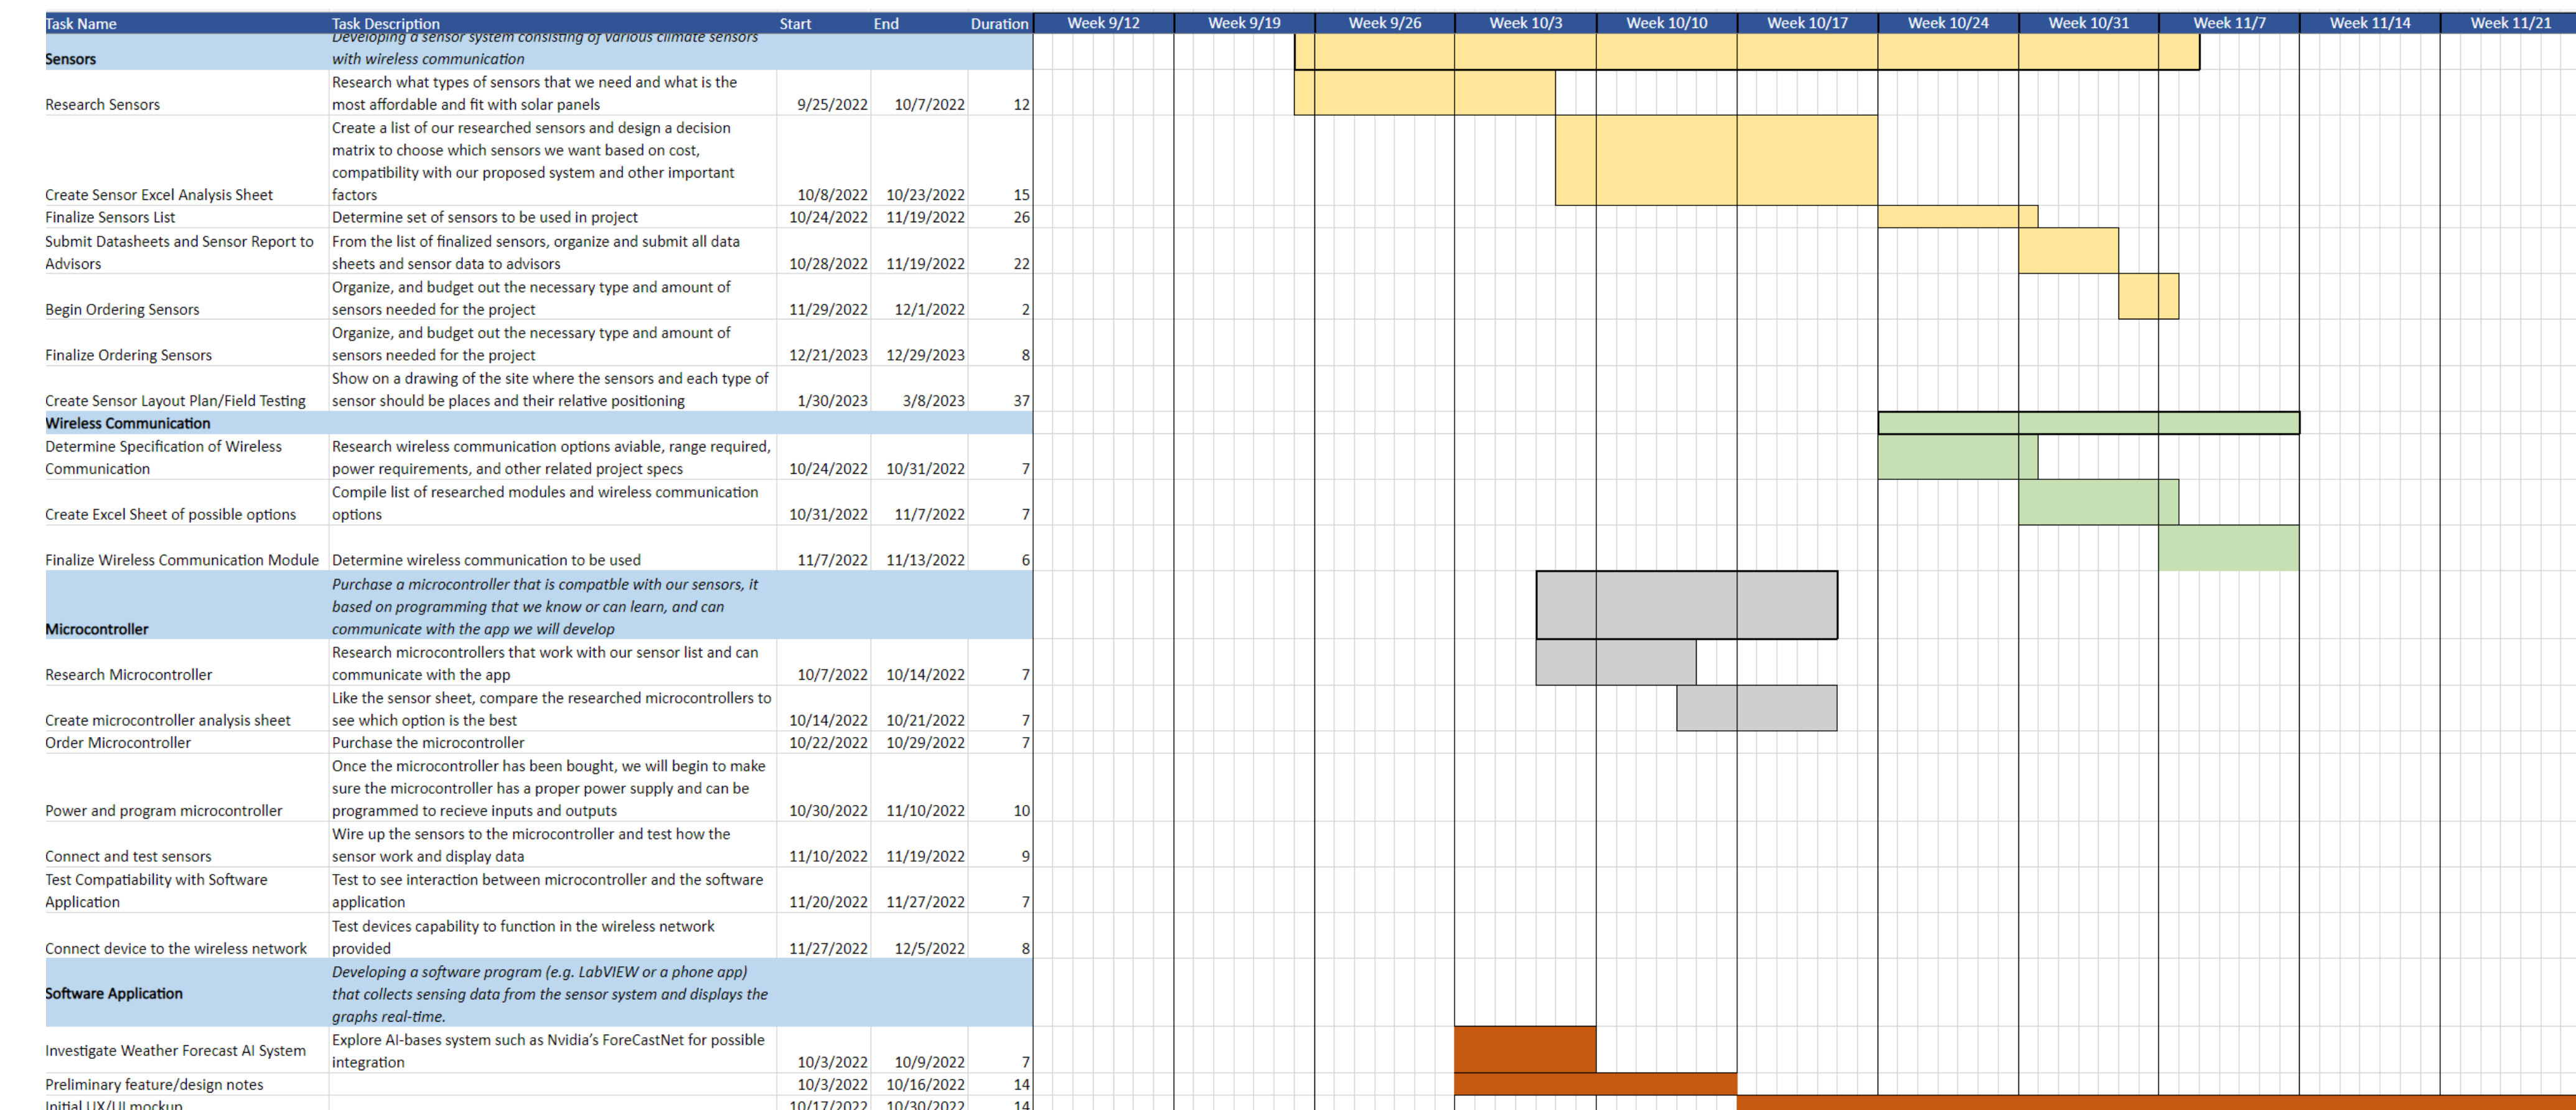 Task Name Task Description Start End Duration Week 9/12 Week 9/19 Week 9/26 Week 10/3 Week 10/10 Week 10/17 Week 10/24 Week 10/31 Week 11/7 Week 11/14 Week 11/21
Developing a sensor system consisting of various climate sensors
Sensors with wireless communication
Research what types of sensors that we need and what is the
Research Sensors most affordable and fit with solar panels 9/25/2022 10/7/2022 12
Create a list of our researched sensors and design a decision
matrix to choose which sensors we want based on cost,
compatibility with our proposed system and other important
Create Sensor Excel Analysis Sheet factors 10/8/2022 10/23/2022 15
Finalize Sensors List Determine set of sensors to be used in project 10/24/2022 11/19/2022 26
Submit Datasheets and Sensor Report to From the list of finalized sensors, organize and submit all data
Advisors sheets and sensor data to advisors 10/28/2022 11/19/2022 22
Organize, and budget out the necessary type and amount of
Begin Ordering Sensors sensors needed for the project 11/29/2022 12/1/2022 2
Organize, and budget out the necessary type and amount of
Finalize Ordering Sensors sensors needed for the project 12/21/2023 12/29/2023 8
Show on a drawing of the site where the sensors and each type of
Create Sensor Layout Plan/Field Testing sensor should be places and their relative positioning 1/30/2023 3/8/2023 37
Wireless Communication
Determine Specification of Wireless Research wireless communication options aviable, range required,
Communication power requirements, and other related project specs 10/24/2022 10/31/2022 7
Compile list of researched modules and wireless communication
Create Excel Sheet of possible options options 10/31/2022 11/7/2022 7
Finalize Wireless Communication Module Determine wireless communication to be used 11/7/2022 11/13/2022 6
Purchase a microcontroller that is compatble with our sensors, it
based on programming that we know or can learn, and can
Microcontroller communicate with the app we will develop
Research microcontrollers that work with our sensor list and can
Research Microcontroller communicate with the app 10/7/2022 10/14/2022 7
Like the sensor sheet, compare the researched microcontrollers to
Create microcontroller analysis sheet see which option is the best 10/14/2022 10/21/2022 7
Order Microcontroller Purchase the microcontroller 10/22/2022 10/29/2022 7
Once the microcontroller has been bought, we will begin to make
sure the microcontroller has a proper power supply and can be
Power and program microcontroller programmed to recieve inputs and outputs 10/30/2022 11/10/2022 10
Wire up the sensors to the microcontroller and test how the
Connect and test sensors sensor work and display data 11/10/2022 11/19/2022 9
Test Compatiability with Software Test to see interaction between microcontroller and the software
Application application 11/20/2022 11/27/2022 7
Test devices capability to function in the wireless network
Connect device to the wireless network provided 11/27/2022 12/5/2022 8
Developing a software program (e.g. LabVIEW or a phone app)
Software Application that collects sensing data from the sensor system and displays the
graphs real-time.
Explore AI-bases system such as Nvidia's ForeCastNet for possible
Investigate Weather Forecast AI System integration 10/3/2022 10/9/2022 7
Preliminary feature/design notes 10/3/2022 10/16/2022 14
Initial UX/UI mockup 10/17/2022 10/30/2022 14